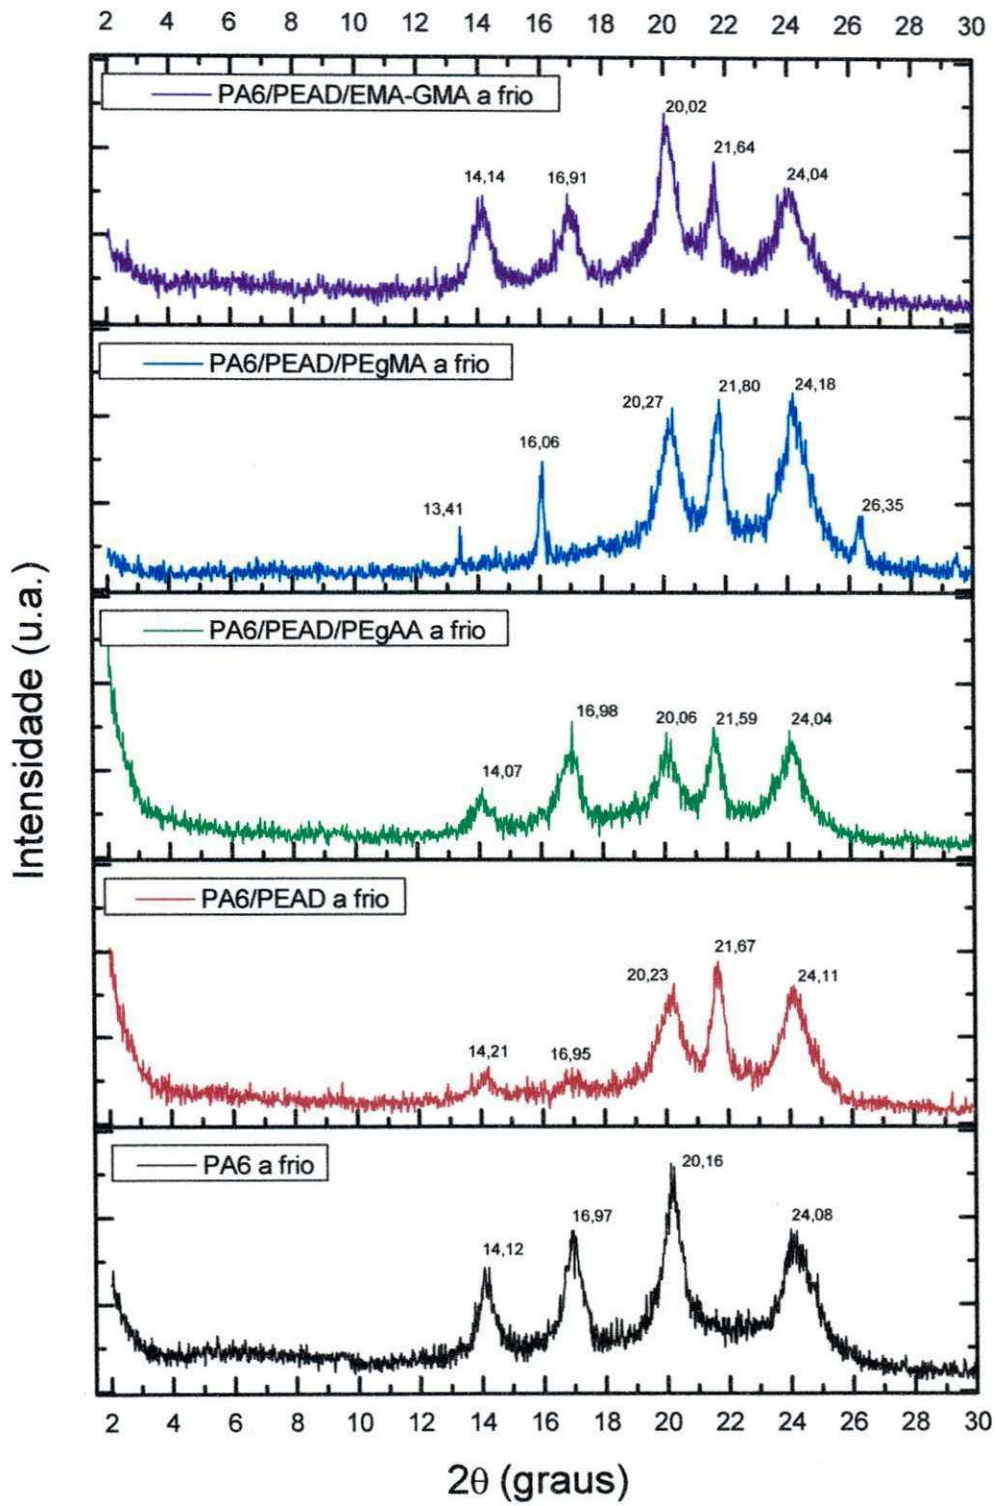 2 4 6 8 10 12 14 16 18 20 22 24 26 28 30
PA6/PEAD/EMA-GMA a frio
14,14 16,91 20,02 21,64 24,04
PA6/PEAD/PEgMA a frio
13,41 16,06 20,27 21,80 24,18 26,35
PA6/PEAD/PEgAA a frio
14,07 16,98 20,06 21,59 24,04
PA6/PEAD a frio
14,21 16,95 20,23 21,67 24,11
PA6 a frio
14,12 16,97 20,16 24,08
2 4 6 8 10 12 14 16 18 20 22 24 26 28 30
2θ (graus)
Intensidade (u.a.)